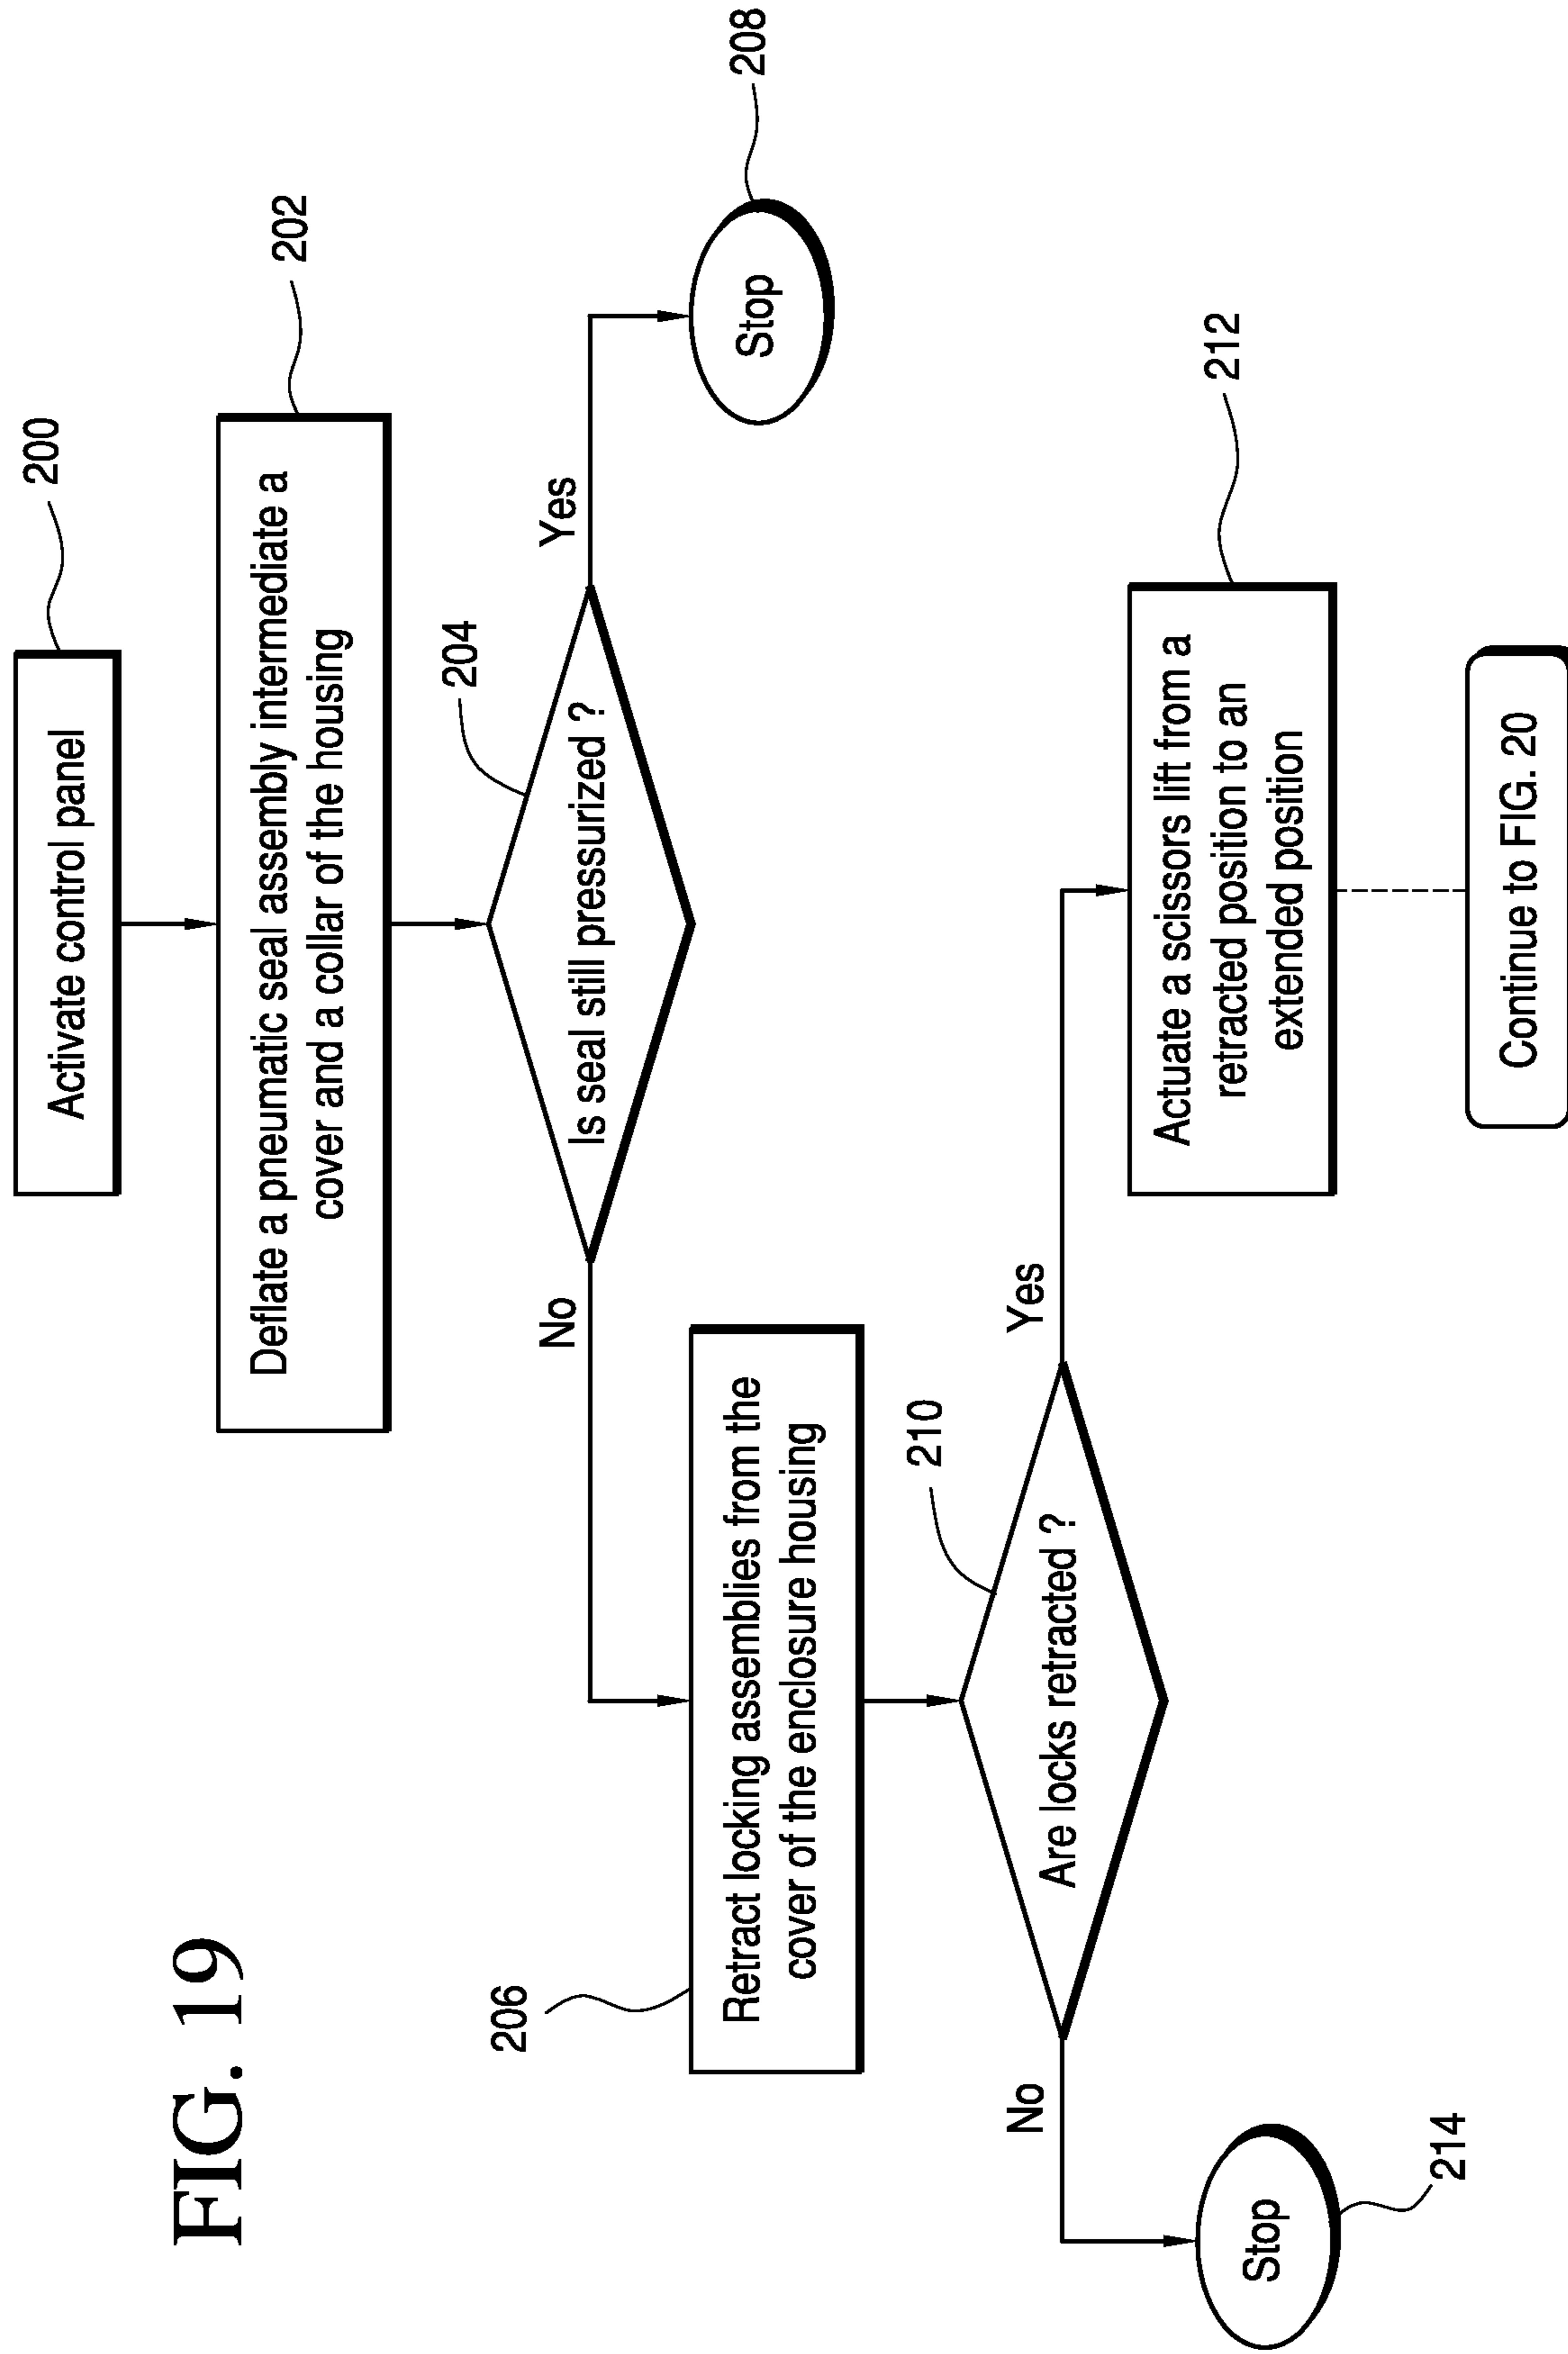 FIG. 19
Activate control panel
200
Deflate a pneumatic seal assembly intermediate a
cover and a collar of the housing
202
204
Is seal still pressurized ?
No
Yes
206
Retract locking assemblies from the
cover of the enclosure housing
Stop
208
210
Are locks retracted ?
No
Yes
Stop
214
Actuate a scissors lift from a
retracted position to an
extended position
212
Continue to FIG. 20